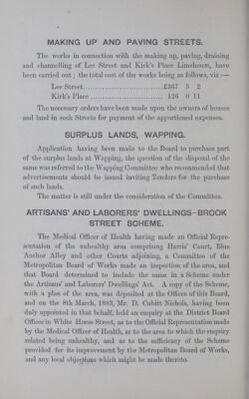 MAKING UP AND PAVING STREETS.
The works in connection with the making up, paving, draining
and channelling of Lee Street and Kirk's Place Limehouse, have
been carried out; the total cost of the works being as follows, viz:—
Lee Street ........................ £367 5 2
Kirk's Place ........................ 126 0 11
The necessary orders have been made upon the owners of houses
and land in such Streets for payment of the apportioned expenses.
SURPLUS LANDS, WAPPING.
Application having been made to the Board to purchase part
of the surplus lands at Wapping, the question of the disposal of the
same was referred to the Wapping Committee who recommended that
advertisements should be issued inviting Tenders for the purchase
of such lands.
The matter is still under the consideration of the Committee.
ARTISANS' AND LABORERS' DWELLINGS–BROOK
STREET SCHEME.
The Medical Officer of Health having made an Official Repre-
sentation of the unhealthy area comprising Harris' Court, Blue
Anchor Alley and other Courts adjoining, a Committee of the
Metropolitan Board of Works made an inspection of the area, and
that Board determined to include the same in a Scheme under
the Artisans' and Laborers' Dwellings' Act. A copy of the Scheme,
with a plan of the area, was deposited at the Offices of this Board,
and on the 8th March, 1883, Mr. D. Cubitt Nichols, having been
duly appointed in that behalf, held an enquiry at the District Board
Offices in White Horse Street, as to the Official Representation made
by the Medical Officer of Health, as to the area to which the enquiry
related being unhealthy, and as to the sufficiency of the Scheme
provided for its improvement by the Metropolitan Board of Works,
and any local objections which might be made thereto.